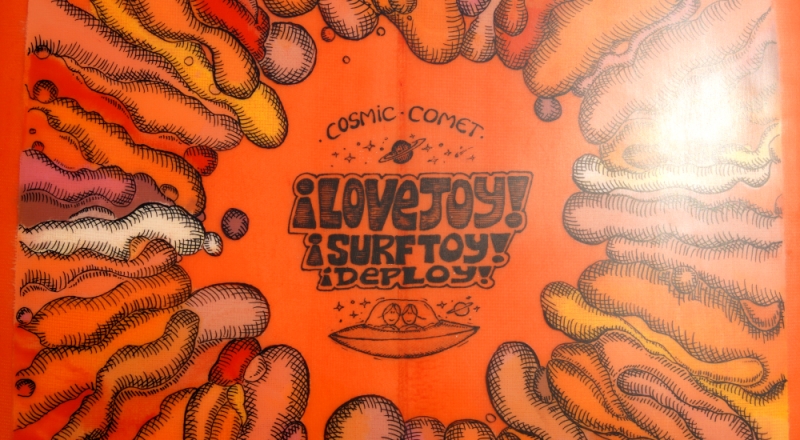 · COSMIC · COMET ·
¡LOVEJOY!
¡SURFTOY!
¡DEPLOY!